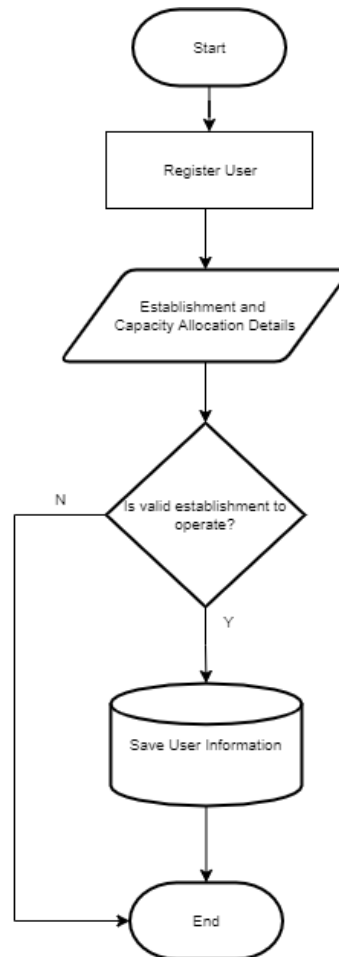 Start
Register User
Establishment and
Capacity Allocation Details
Is valid establishment to
operate?
N
Y
Save User Information
End